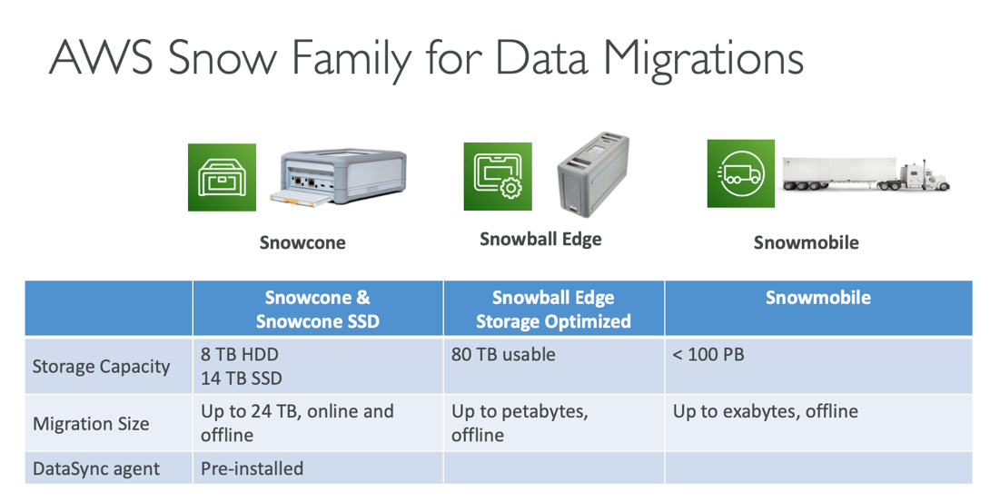 AWS Snow Family for Data Migrations
Snowcone
Snowball Edge
Snowmobile
Snowcone &
Snowcone SSD
Snowball Edge
Storage Optimized
Snowmobile
Storage Capacity
8 TB HDD
14 TB SSD
80 TB usable
< 100 PB
Migration Size
Up to 24 TB, online and
offline
Up to petabytes,
offline
Up to exabytes, offline
DataSync agent
Pre-installed